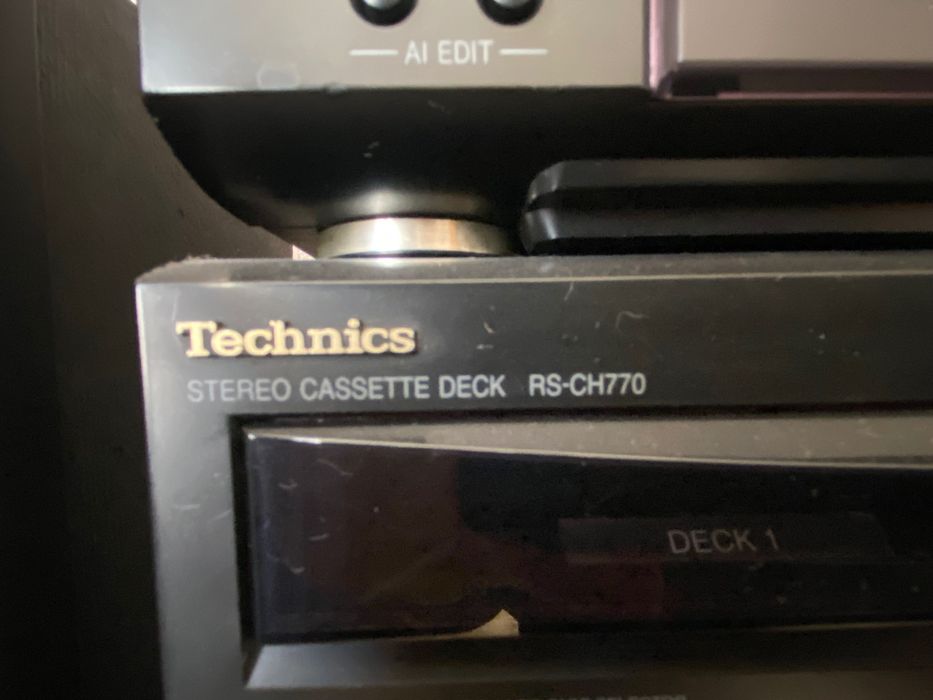 AI EDIT
Technics
STEREO CASSETTE DECK RS-CH770
DECK 1